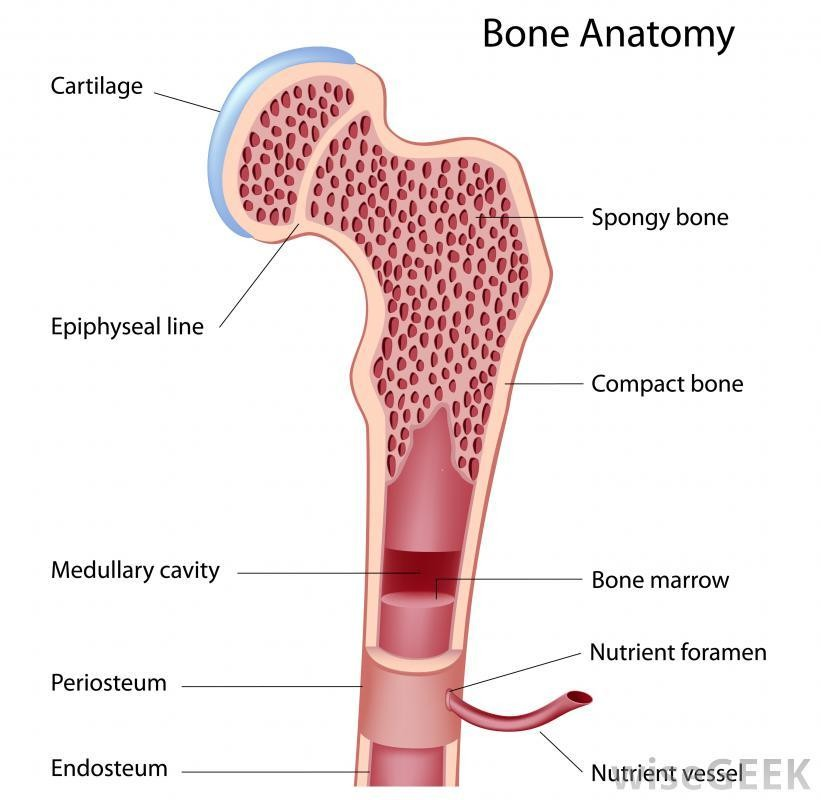 Bone Anatomy
Cartilage
Spongy bone
Epiphyseal line
Compact bone
Medullary cavity
Bone marrow
Nutrient foramen
Periosteum
Endosteum
Nutrient vessel
wiseGEEK